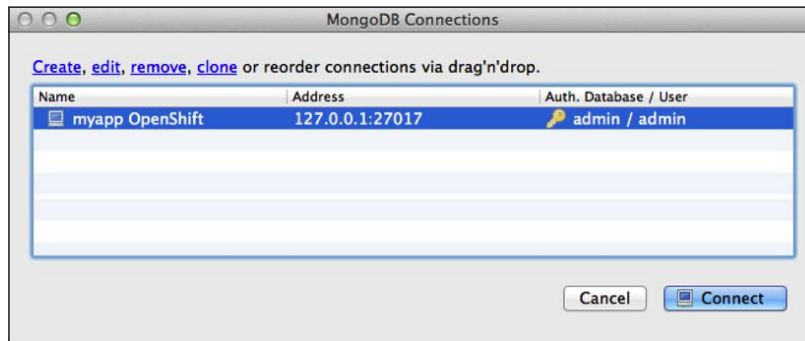 MongoDB Connections
Create, edit, remove, clone or reorder connections via drag'n'drop.
Name Address Auth. Database / User
myapp OpenShift 127.0.0.1:27017 admin / admin
Cancel Connect